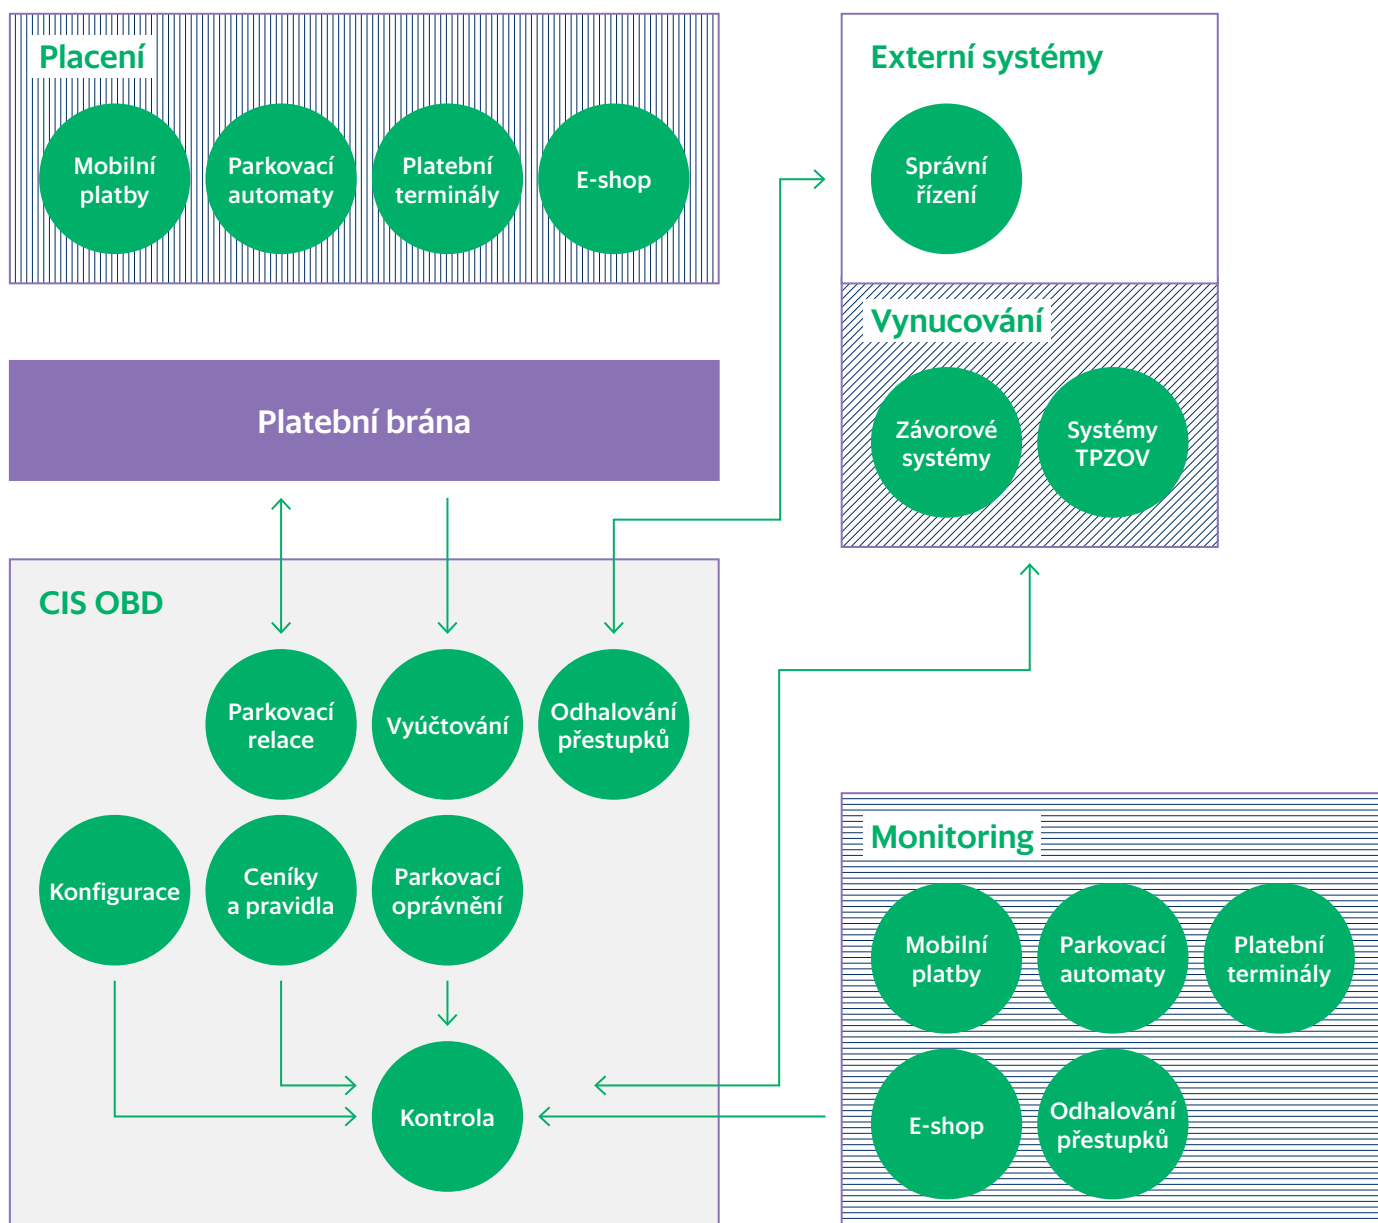 Placení
Mobilní
platby
Parkovací
automaty
Platební
terminály
E-shop
Externí systémy
Správní
řízení
Vynucování
Závorové
systémy
Systémy
TPZOV
Platební brána
CIS OBD
Parkovací
relace
Vyúčtování
Odhalování
přestupků
Konfigurace
Ceníky
a pravidla
Parkovací
oprávnění
Kontrola
Monitoring
Mobilní
platby
Parkovací
automaty
Platební
terminály
E-shop
Odhalování
přestupků